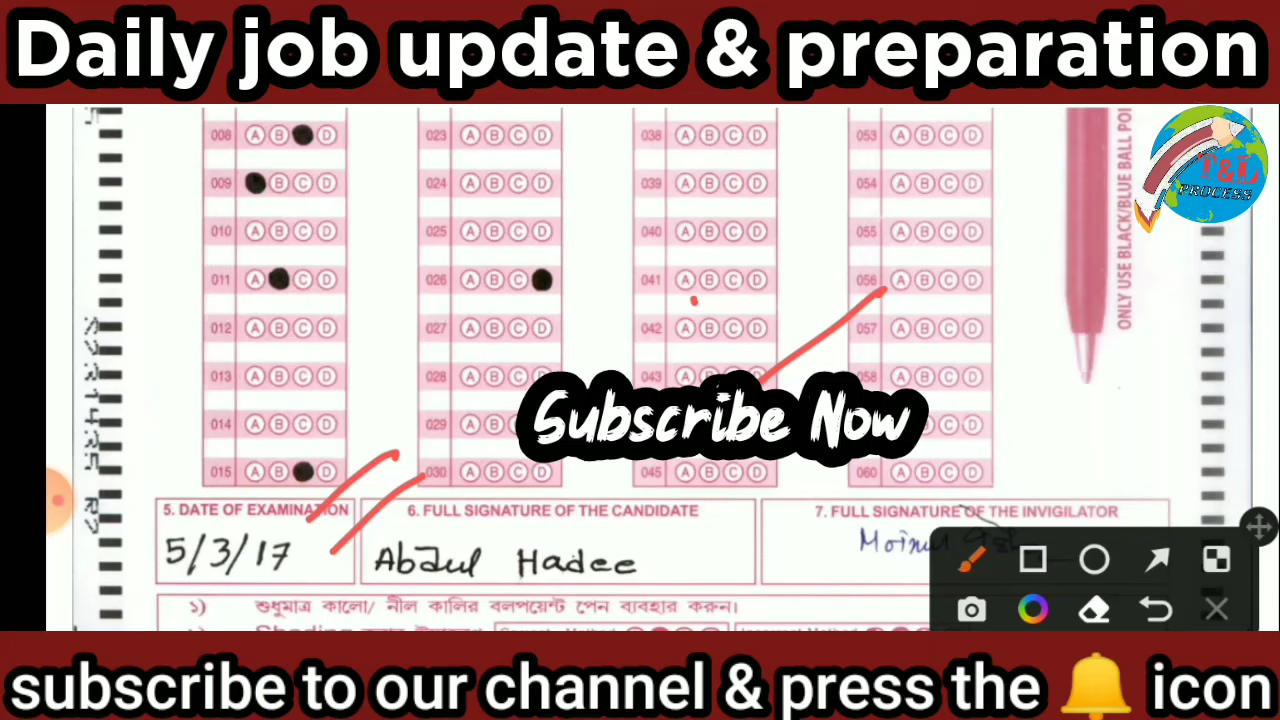 Daily job update & preparation
008 A B D 023 A B C D 038 A B C D 053 A B C D
009 B C D 024 A B C D 039 A B C D 054 A B C D
010 A B C D 025 A B C D 040 A B C D 055 A B C D
011 A C D 026 A B C 041 A B C D 056 A B C D
012 A B C D 027 A B C D 042 A B C D 057 A B C D
013 A B C D 028 A B C 043 058 A B C D
014 A B C D 029 A B C D C D
015 A B D 030 A B C D 045 A B C D 060 A B C D
ONLY USE BLACK/BLUE BALL
T&L
PROCESS
Subscribe Now
5. DATE OF EXAMINATION
5/3/17
6. FULL SIGNATURE OF THE CANDIDATE
Abdul Hadee
7. FULL SIGNATURE OF THE INVIGILATOR
১) শুধুমাত্র কালো/ নীল কালির বলপয়েন্ট পেন ব্যবহার করুন।
subscribe to our channel & press the icon